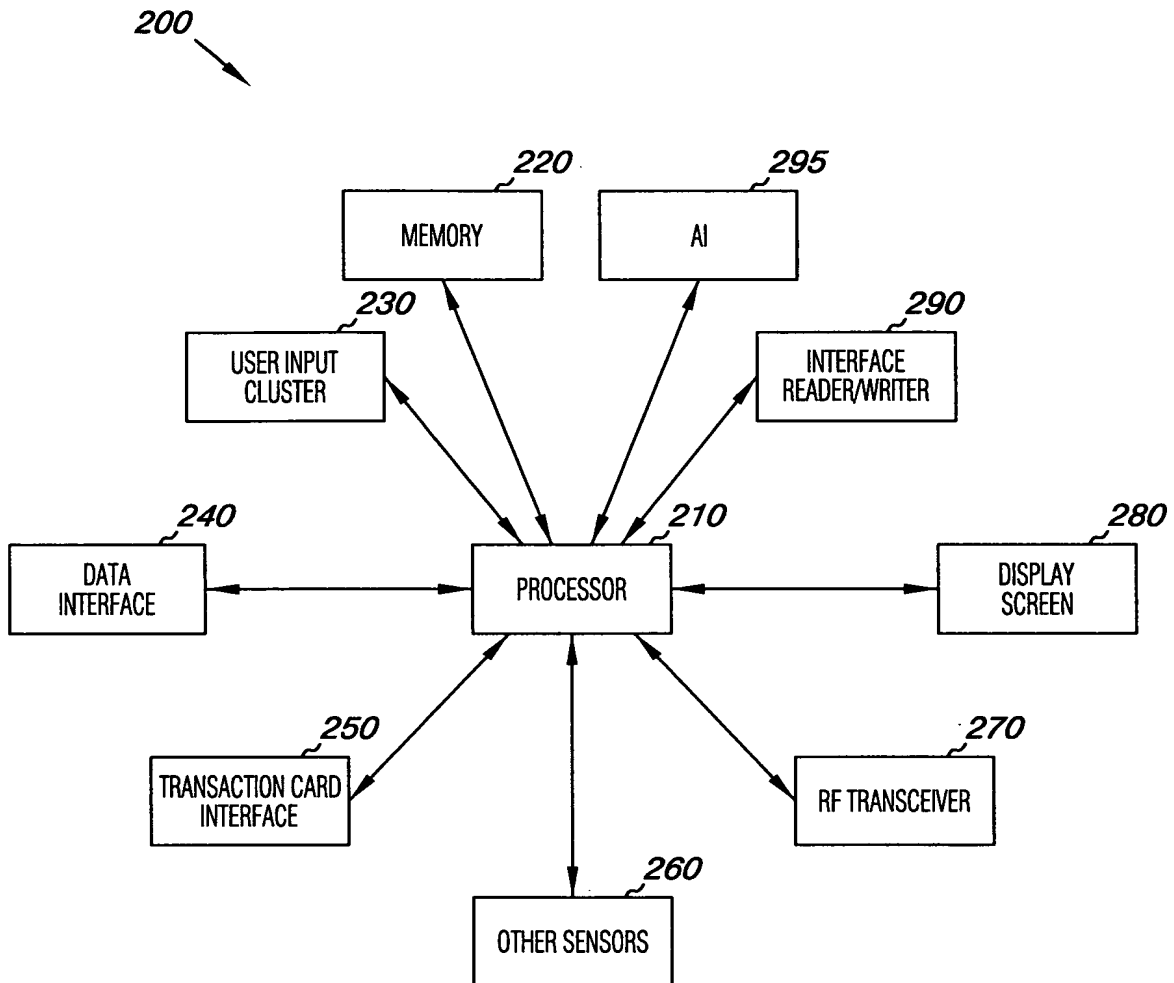 200
220
MEMORY
295
AI
230
USER INPUT
CLUSTER
290
INTERFACE
READER/WRITER
240
DATA
INTERFACE
210
PROCESSOR
280
DISPLAY
SCREEN
250
TRANSACTION CARD
INTERFACE
270
RF TRANSCEIVER
260
OTHER SENSORS